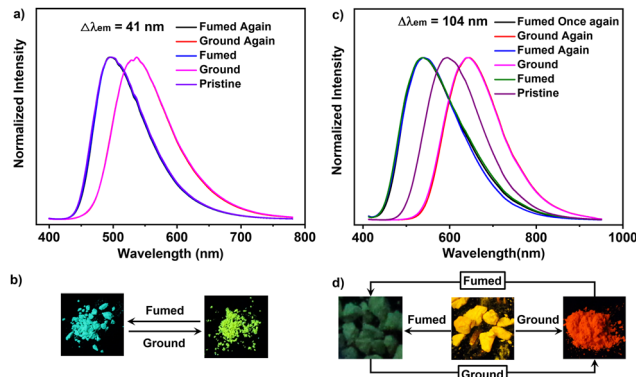 a)
△λem = 41 nm
Fumed Again
Ground Again
Fumed
Ground
Pristine
Normalized Intensity
400 500 600 700 800
Wavelength (nm)
c)
Δλem = 104 nm
Fumed Once again
Ground Again
Fumed Again
Ground
Fumed
Pristine
Normalized Intensity
400 600 800 1000
Wavelength(nm)
b)
Fumed
Ground
d)
Fumed
Fumed
Ground
Ground